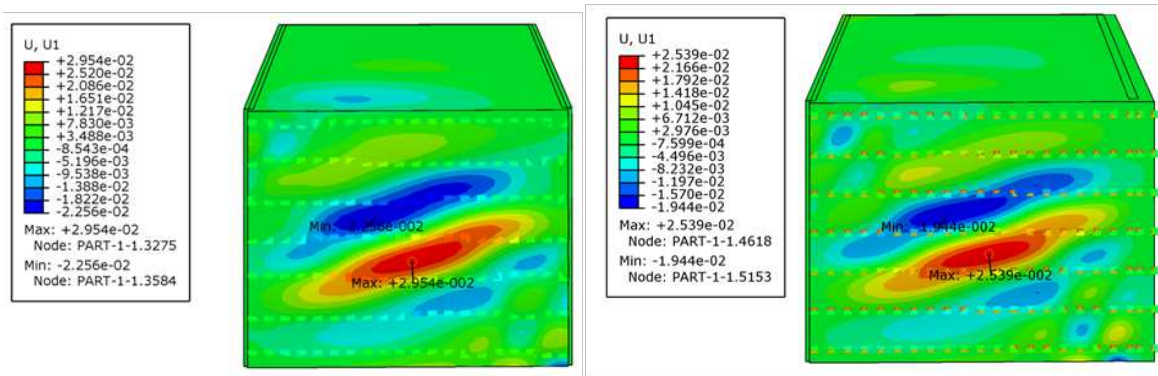 U, U1
+2.954e-02
+2.520e-02
+2.086e-02
+1.651e-02
+1.217e-02
+7.830e-03
+3.488e-03
-8.543e-04
-5.196e-03
-9.538e-03
-1.388e-02
-1.822e-02
-2.256e-02
Max: +2.954e-02
Node: PART-1-1.3275
Min: -2.256e-02
Node: PART-1-1.3584
Min: -2.256e-002
Max: +2.954e-002
U, U1
+2.539e-02
+2.166e-02
+1.792e-02
+1.418e-02
+1.045e-02
+6.712e-03
+2.976e-03
-7.599e-04
-4.496e-03
-8.232e-03
-1.197e-02
-1.570e-02
-1.944e-02
Max: +2.539e-02
Node: PART-1-1.4618
Min: -1.944e-02
Node: PART-1-1.5153
Min: -1.944e-002
Max: +2.539e-002